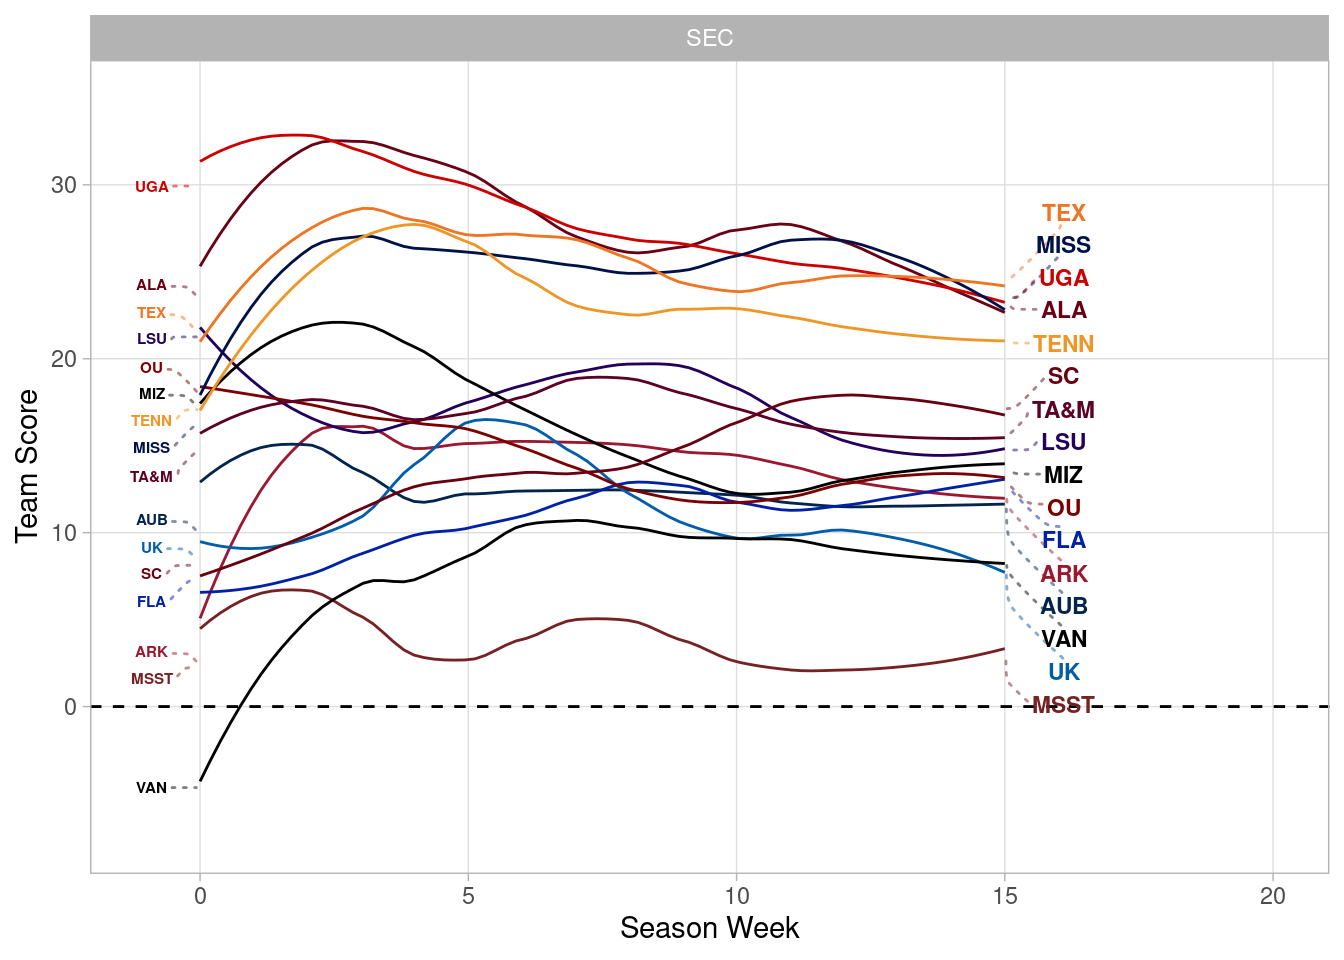 SEC
Team Score
30
20
10
0
UGA
ALA
TEX
LSU
OU
MIZ
TENN
MISS
TA&M
AUB
UK
SC
FLA
ARK
MSST
VAN
TEX
MISS
UGA
ALA
TENN
SC
TA&M
LSU
MIZ
OU
FLA
ARK
AUB
VAN
UK
MSST
0 5 10 15 20
Season Week